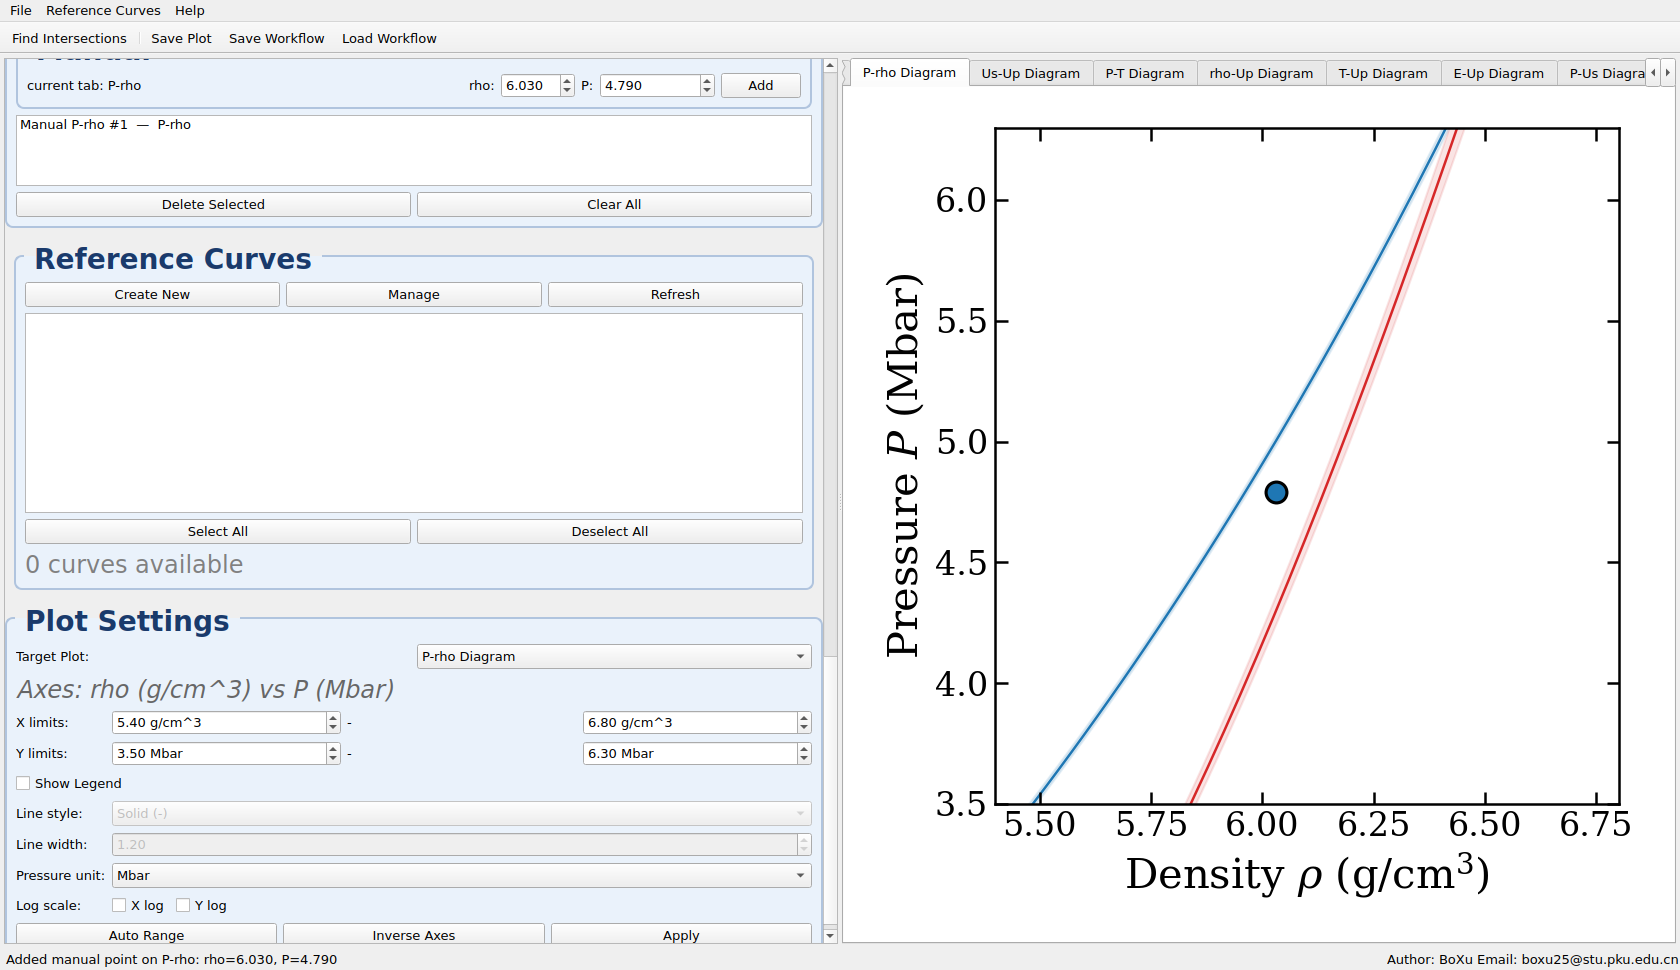 File Reference Curves Help
Find Intersections Save Plot Save Workflow Load Workflow
current tab: P-rho rho: 6.030 P: 4.790 Add
Manual P-rho #1 — P-rho
Delete Selected Clear All
Reference Curves
Create New Manage Refresh
Select All Deselect All
0 curves available
Plot Settings
Target Plot: P-rho Diagram
Axes: rho (g/cm^3) vs P (Mbar)
X limits: 5.40 g/cm^3 - 6.80 g/cm^3
Y limits: 3.50 Mbar - 6.30 Mbar
Show Legend
Line style: Solid (-)
Line width: 1.20
Pressure unit: Mbar
Log scale: X log Y log
Auto Range Inverse Axes Apply
P-rho Diagram Us-Up Diagram P-T Diagram rho-Up Diagram T-Up Diagram E-Up Diagram P-Us Diagra
Pressure P (Mbar)
6.0
5.5
5.0
4.5
4.0
3.5
5.50 5.75 6.00 6.25 6.50 6.75
Density ρ (g/cm³)
Added manual point on P-rho: rho=6.030, P=4.790 Author: BoXu Email: boxu25@stu.pku.edu.cn